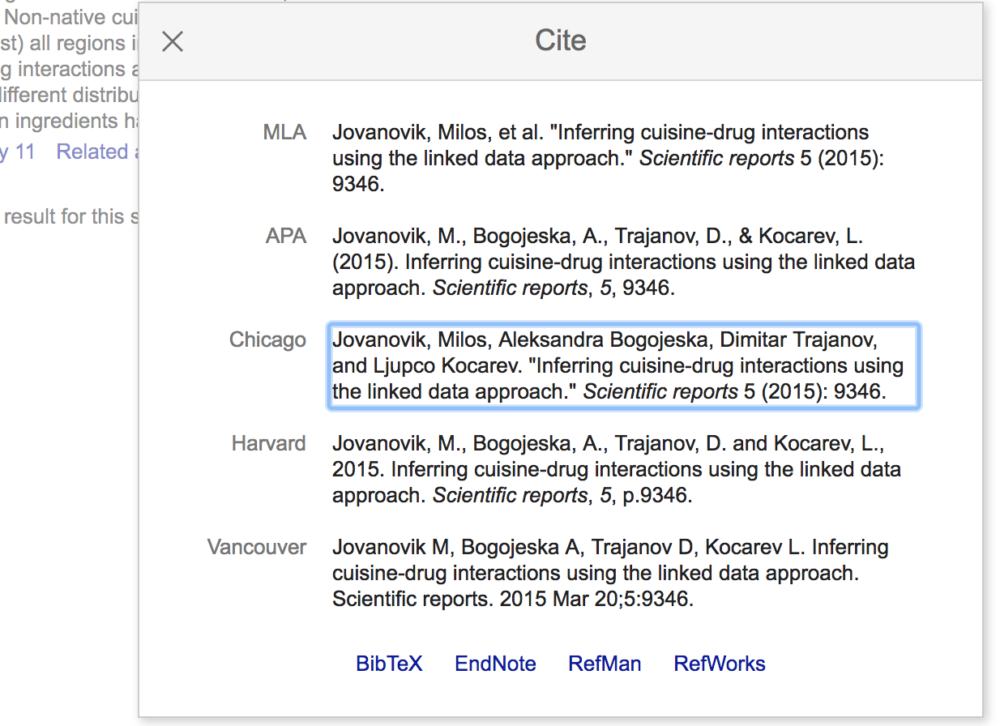 Non-native cui
st) all regions i
g interactions a
different distribu
n ingredients ha
y 11 Related a
result for this s
Cite
MLA
Jovanovik, Milos, et al. "Inferring cuisine-drug interactions
using the linked data approach." Scientific reports 5 (2015):
9346.
APA
Jovanovik, M., Bogojeska, A., Trajanov, D., & Kocarev, L.
(2015). Inferring cuisine-drug interactions using the linked data
approach. Scientific reports, 5, 9346.
Chicago
Jovanovik, Milos, Aleksandra Bogojeska, Dimitar Trajanov,
and Ljupco Kocarev. "Inferring cuisine-drug interactions using
the linked data approach." Scientific reports 5 (2015): 9346.
Harvard
Jovanovik, M., Bogojeska, A., Trajanov, D. and Kocarev, L.,
2015. Inferring cuisine-drug interactions using the linked data
approach. Scientific reports, 5, p.9346.
Vancouver
Jovanovik M, Bogojeska A, Trajanov D, Kocarev L. Inferring
cuisine-drug interactions using the linked data approach.
Scientific reports. 2015 Mar 20;5:9346.
BibTeX EndNote RefMan RefWorks